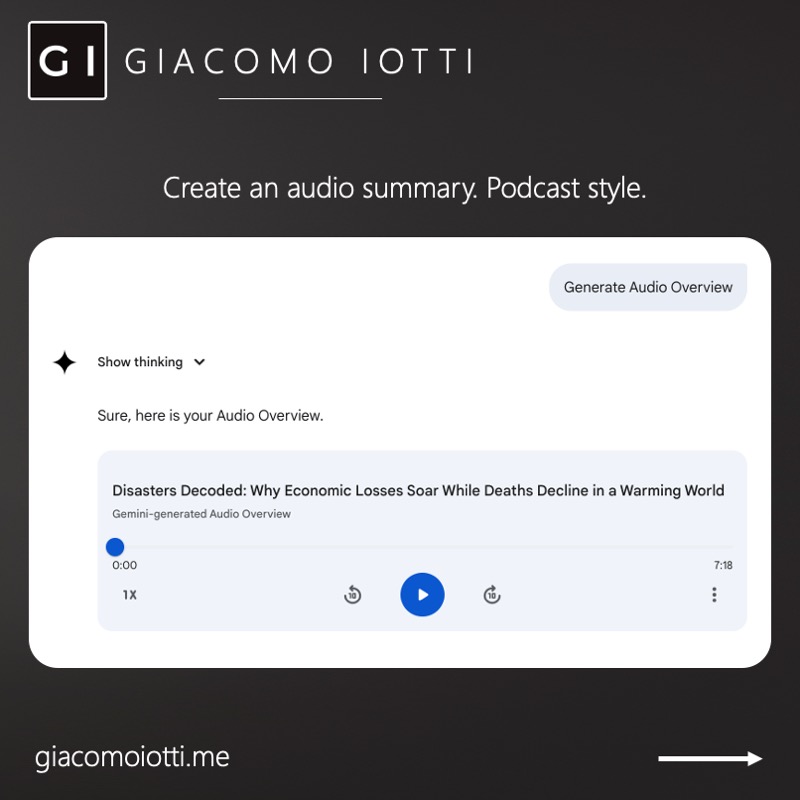 GI GIACOMO IOTTI
Create an audio summary. Podcast style.
Generate Audio Overview
Show thinking
Sure, here is your Audio Overview.
Disasters Decoded: Why Economic Losses Soar While Deaths Decline in a Warming World
Gemini-generated Audio Overview
0:00 7:18
1X 10 10
giacomoiotti.me